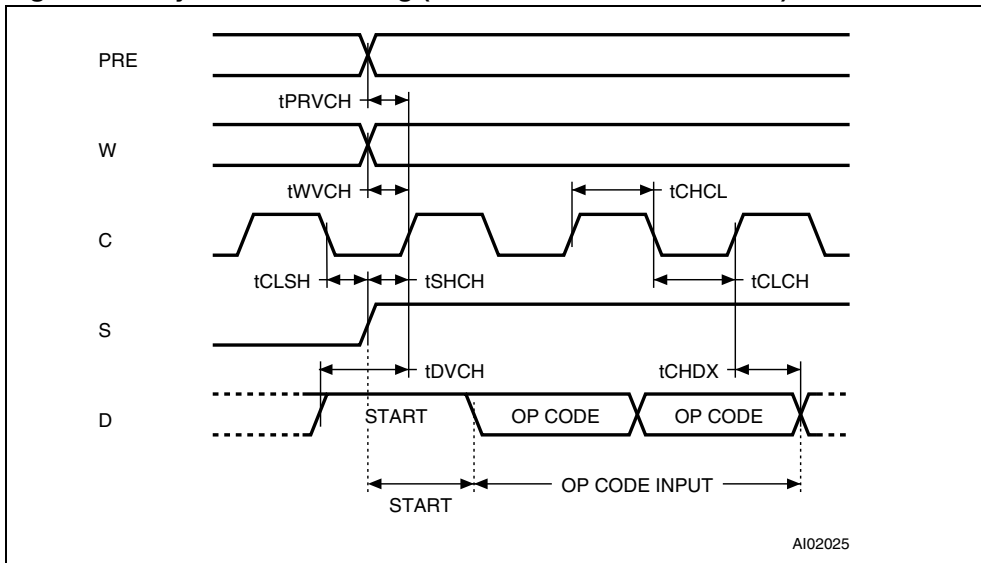 PRE
tPRVCH
W
tWVCH
tCHCL
C
tCLSH
tSHCH
tCLCH
S
tDVCH
tCHDX
D
START
OP CODE
OP CODE
OP CODE INPUT
START
AI02025